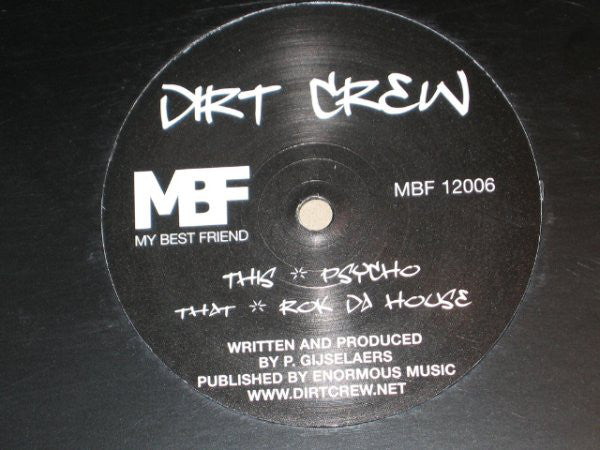 DIRT CREW
MBF
MY BEST FRIEND
MBF 12006
THIS * PSYCHO
THAT * ROK DA HOUSE
WRITTEN AND PRODUCED
BY P. GIJSELAERS
PUBLISHED BY ENORMOUS MUSIC
WWW.DIRTCREW.NET